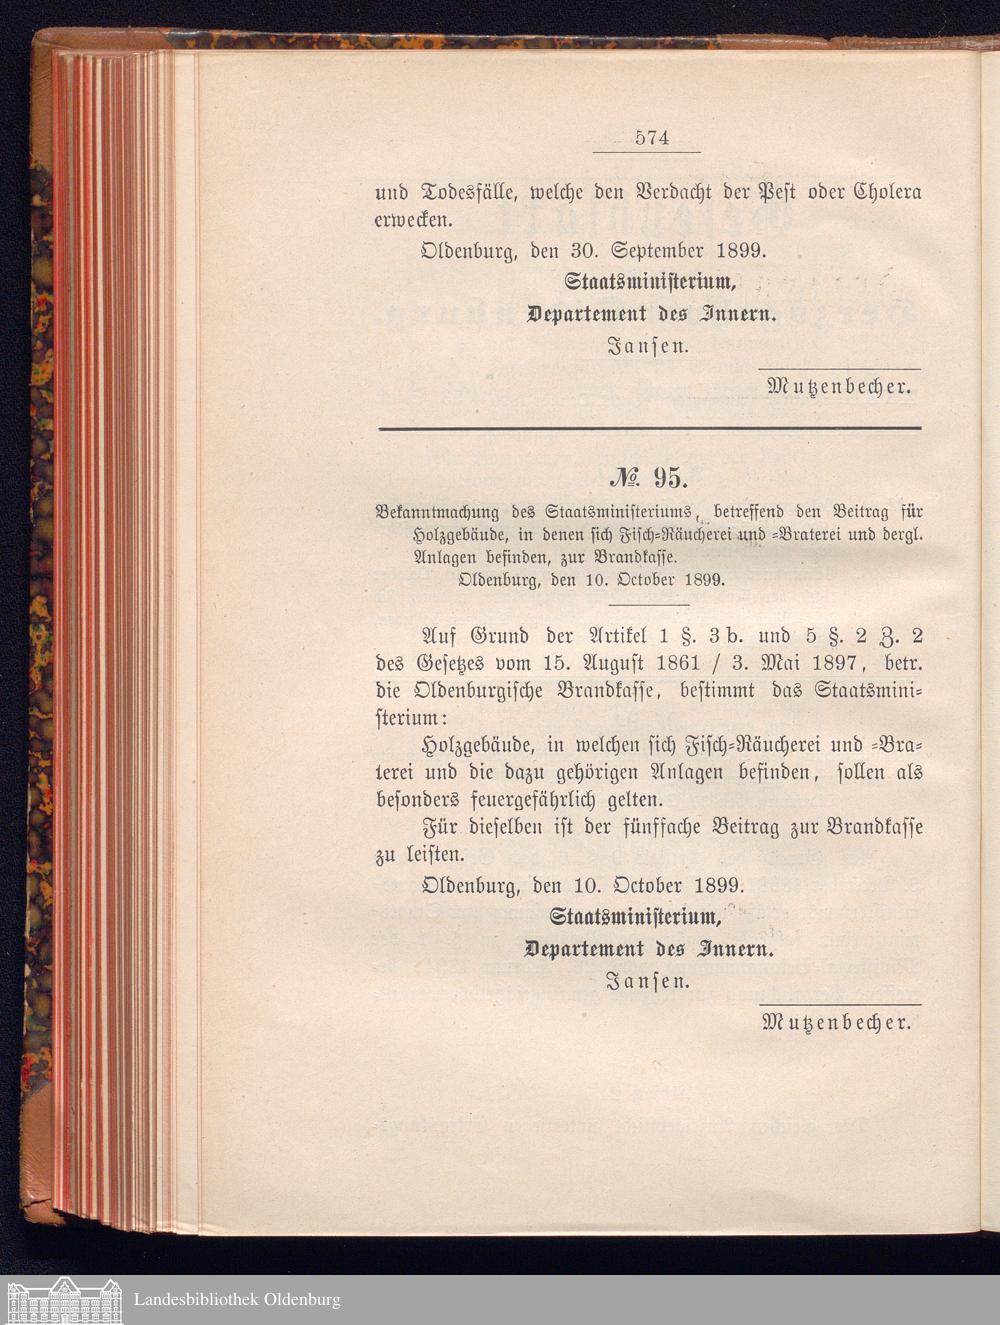 574
und Todesfälle, welche den Verdacht der Pest oder Cholera
erwecken.
Oldenburg, den 30. September 1899.
Staatsministerium,
Departement des Innern.
Jansen.
Mutzenbecher.
№. 95.
Bekanntmachung des Staatsministeriums, betreffend den Beitrag für
Holzgebäude, in denen sich Fisch-Räucherei und -Braterei und dergl.
Anlagen befinden, zur Brandkasse.
Oldenburg, den 10. October 1899.
Auf Grund der Artikel 1 §. 3 b. und 5 §. 2 Z. 2
des Gesetzes vom 15. August 1861 / 3. Mai 1897, betr.
die Oldenburgische Brandkasse, bestimmt das Staatsmini-
sterium:
Holzgebäude, in welchen sich Fisch-Räucherei und -Bra-
terei und die dazu gehörigen Anlagen befinden, sollen als
besonders feuergefährlich gelten.
Für dieselben ist der fünffache Beitrag zur Brandkasse
zu leisten.
Oldenburg, den 10. October 1899.
Staatsministerium,
Departement des Innern.
Jansen.
Mutzenbecher.
Landesbibliothek Oldenburg